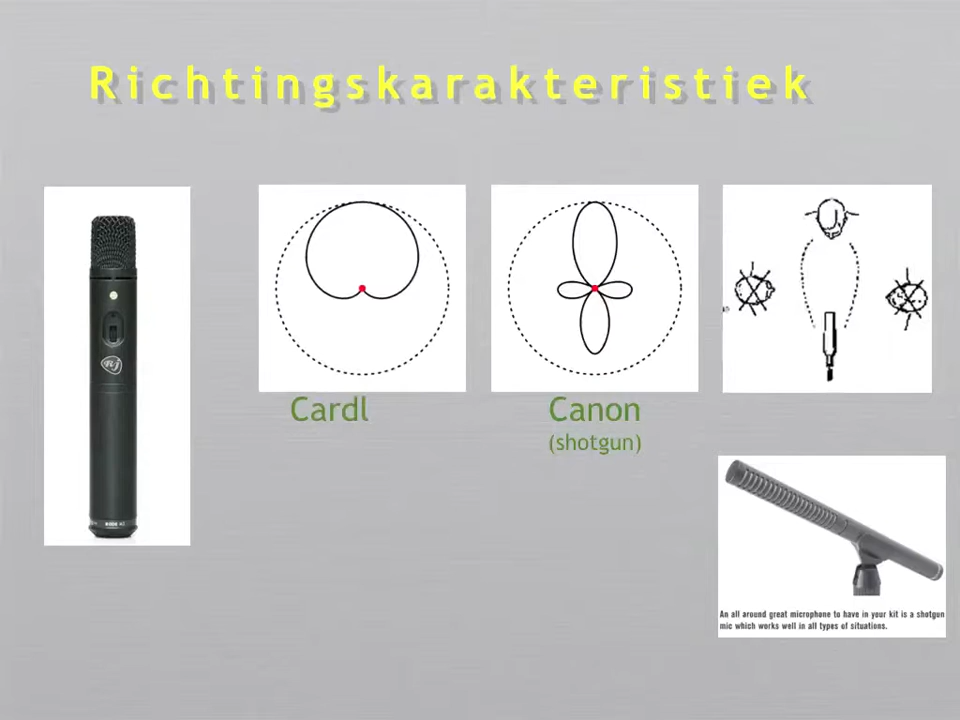 Richtingskarakteristiek
Cardl
Canon
(shotgun)
An all around great microphone to have in your kit is a shotgun
mic which works well in all types of situations.